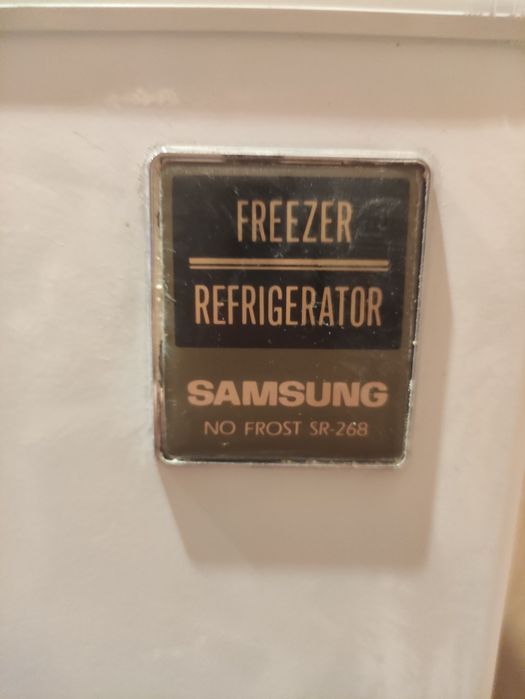 FREEZER
REFRIGERATOR
SAMSUNG
NO FROST SR-268